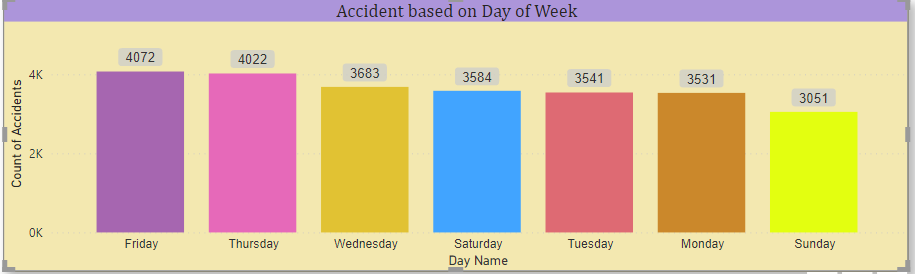 Accident based on Day of Week
Count of Accidents
4K
2K
0K
4072
4022
3683
3584
3541
3531
3051
Friday
Thursday
Wednesday
Saturday
Tuesday
Monday
Sunday
Day Name